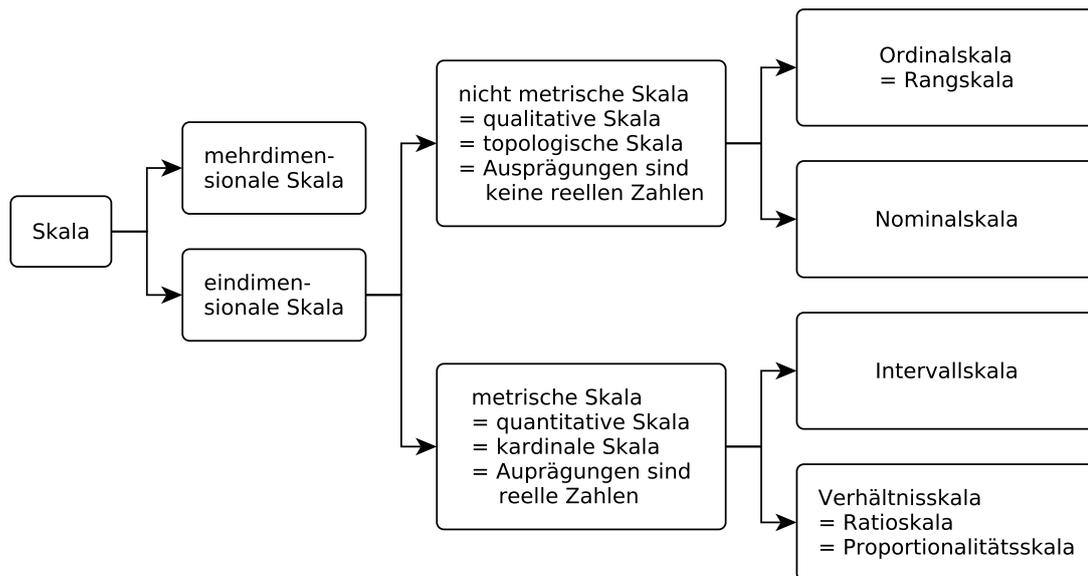 Skala
mehrdimen-
sionale Skala
eindimen-
sionale Skala
nicht metrische Skala
= qualitative Skala
= topologische Skala
= Ausprägungen sind
keine reellen Zahlen
metrische Skala
= quantitative Skala
= kardinale Skala
= Auprägungen sind
reelle Zahlen
Ordinalskala
= Rangskala
Nominalskala
Intervallskala
Verhältnisskala
= Ratioskala
= Proportionalitätsskala